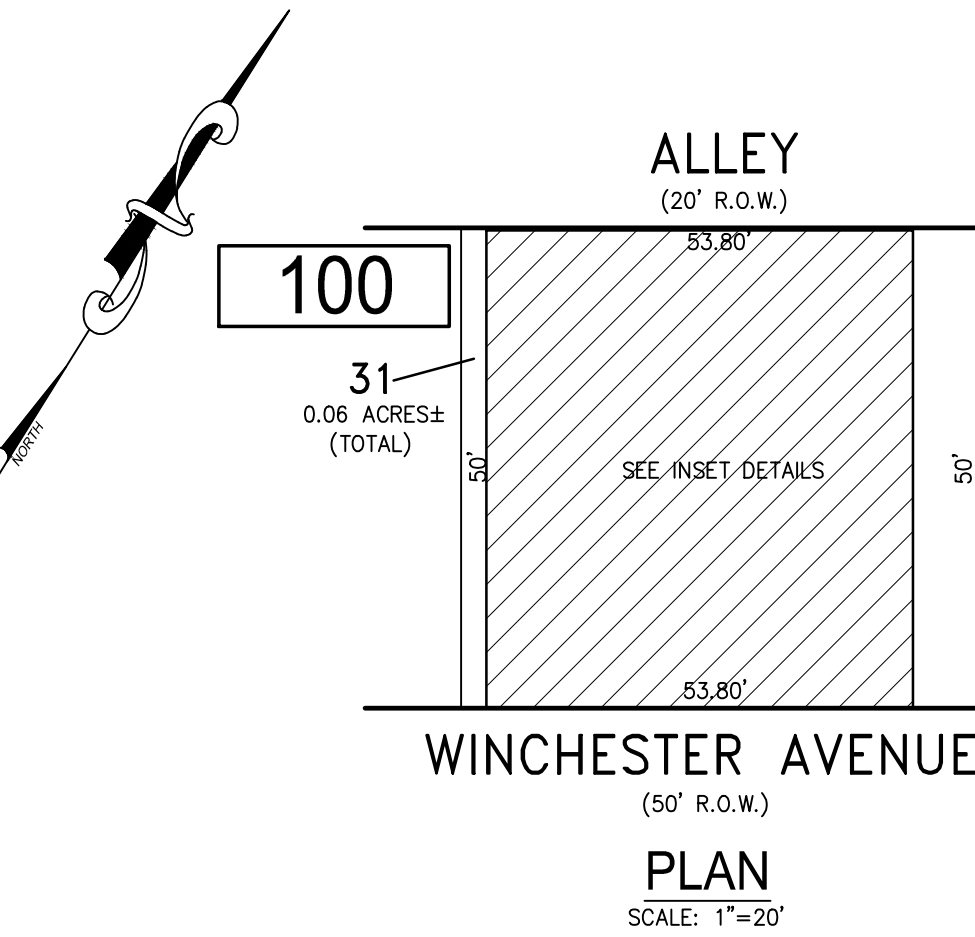 ALLEY
(20' R.O.W.)
53.80'
100
31
0.06 ACRES±
(TOTAL)
NORTH
50'
SEE INSET DETAILS
50'
53.80'
WINCHESTER AVENUE
(50' R.O.W.)
PLAN
SCALE: 1"=20'